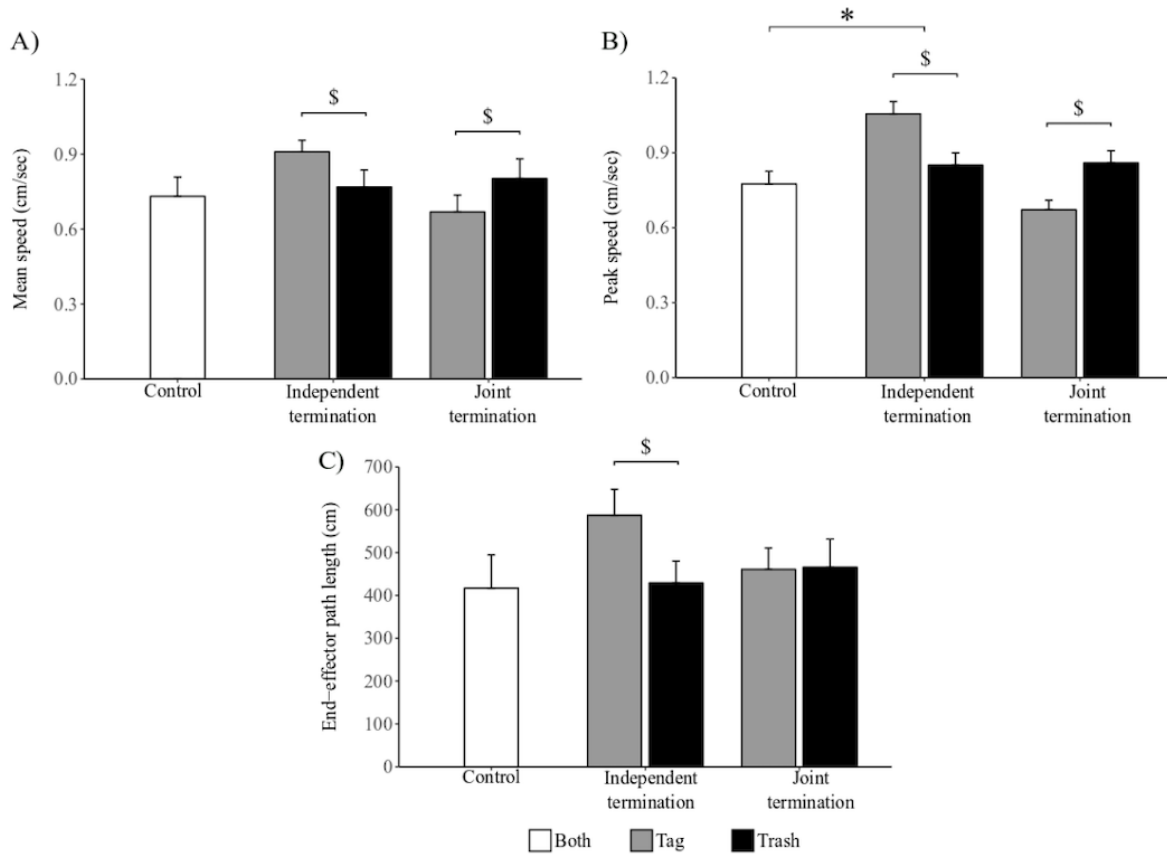 A)
Mean speed (cm/sec)
1.2
0.9
0.6
0.3
0.0
$
$
Control
Independent
termination
Joint
termination
B)
Peak speed (cm/sec)
1.2
0.9
0.6
0.3
0.0
*
$
$
Control
Independent
termination
Joint
termination
C)
End−effector path length (cm)
700
600
500
400
300
200
100
0
$
Control
Independent
termination
Joint
termination
Both Tag Trash